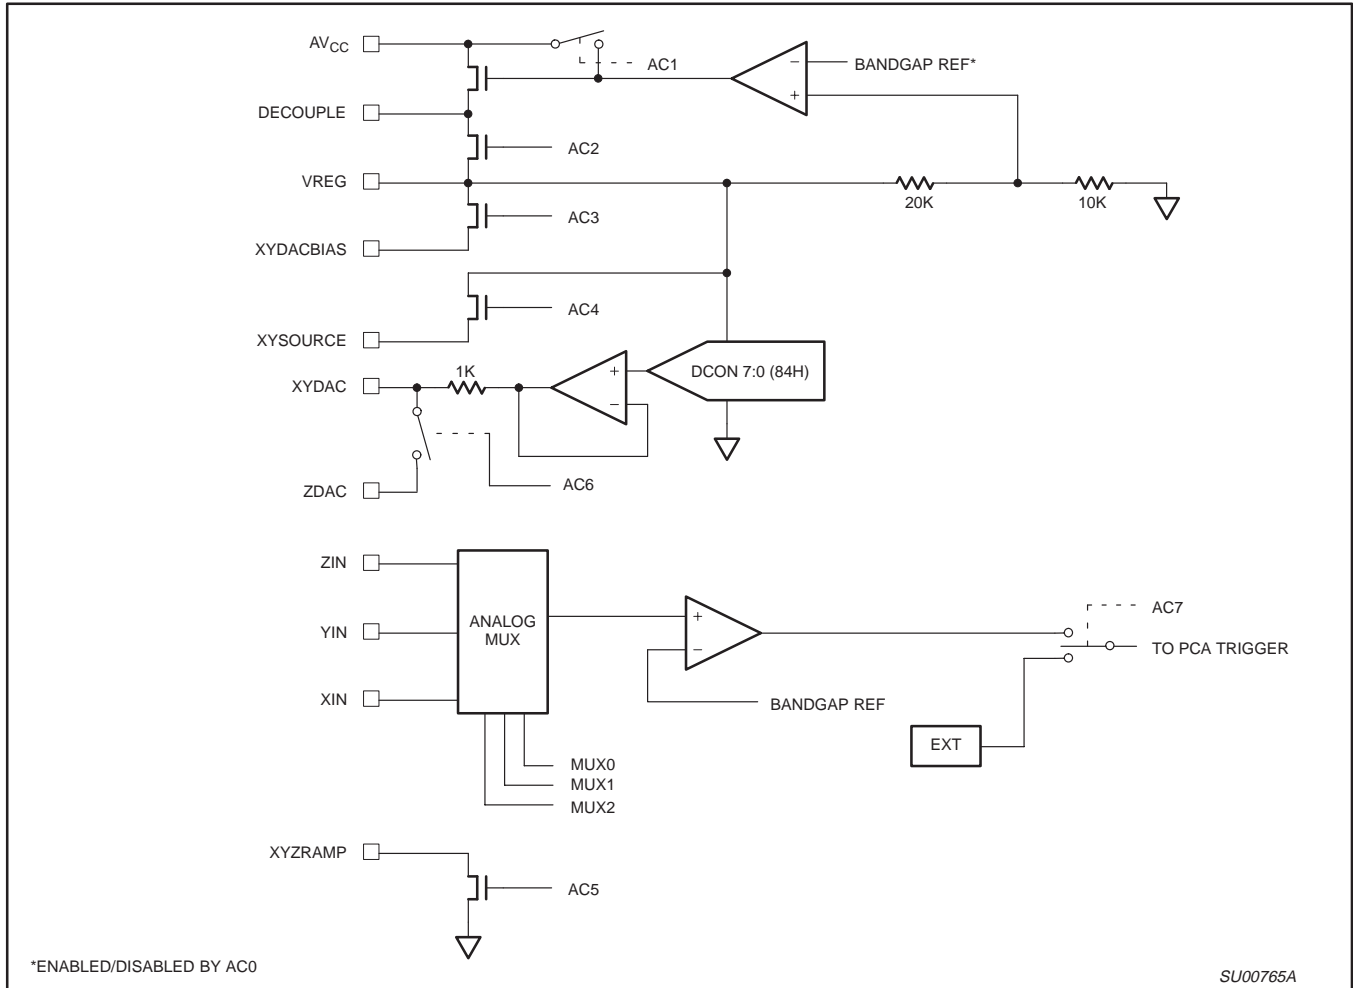 AVCC
AC1
BANDGAP REF*
−
+
DECOUPLE
AC2
VREG
20K
10K
AC3
XYDACBIAS
AC4
XYSOURCE
1K
XYDAC
+
−
DCON 7:0 (84H)
AC6
ZDAC
ZIN
YIN
XIN
ANALOG
MUX
+
−
BANDGAP REF
AC7
TO PCA TRIGGER
EXT
MUX0
MUX1
MUX2
XYZRAMP
AC5
*ENABLED/DISABLED BY AC0
SU00765A